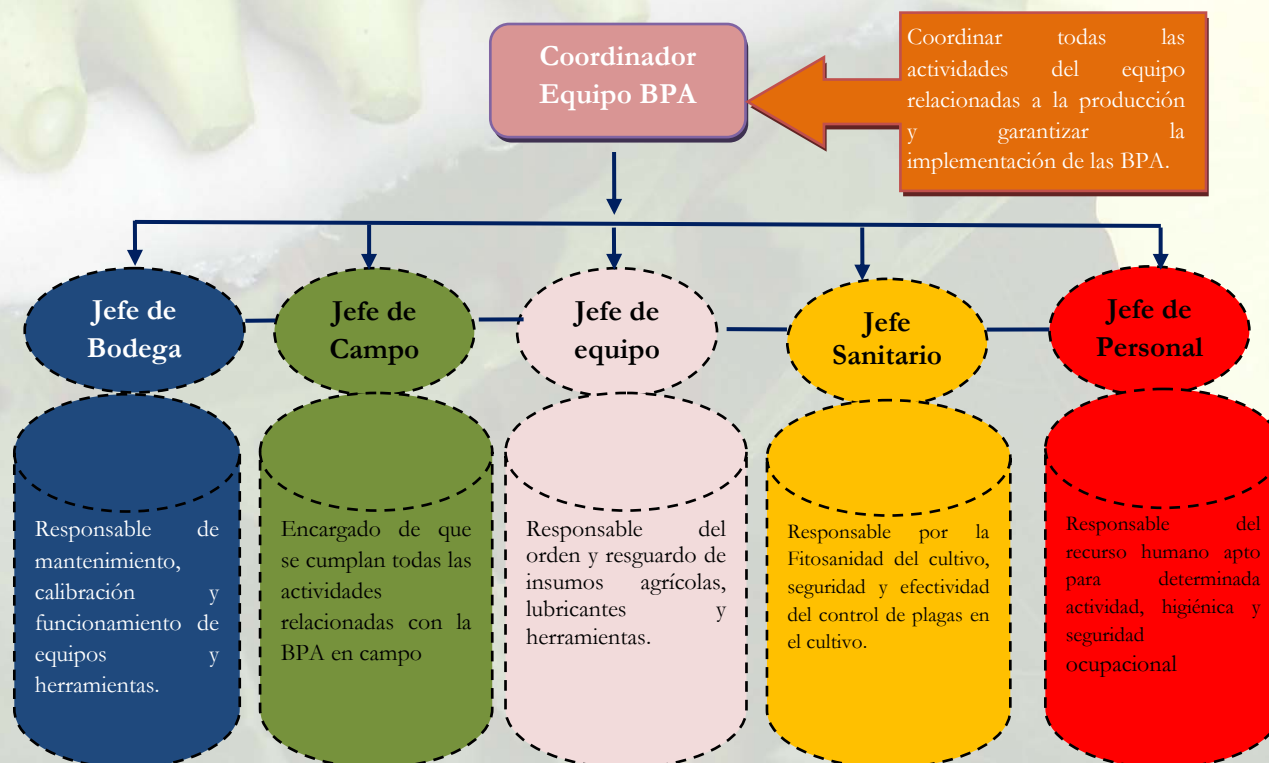 Coordinador
Equipo BPA
Coordinar todas las
actividades del equipo
relacionadas a la producción
y garantizar la
implementación de las BPA.
Jefe de
Bodega
Jefe de
Campo
Jefe de
equipo
Jefe
Sanitario
Jefe de
Personal
Responsable de
mantenimiento,
calibración y
funcionamiento de
equipos y
herramientas.
Encargado de que
se cumplan todas las
actividades
relacionadas con la
BPA en campo
Responsable del
orden y resguardo de
insumos agrícolas,
lubricantes y
herramientas.
Responsable por la
Fitosanidad del cultivo,
seguridad y efectividad
del control de plagas en
el cultivo.
Responsable del
recurso humano apto
para determinada
actividad, higiénica y
seguridad
ocupacional